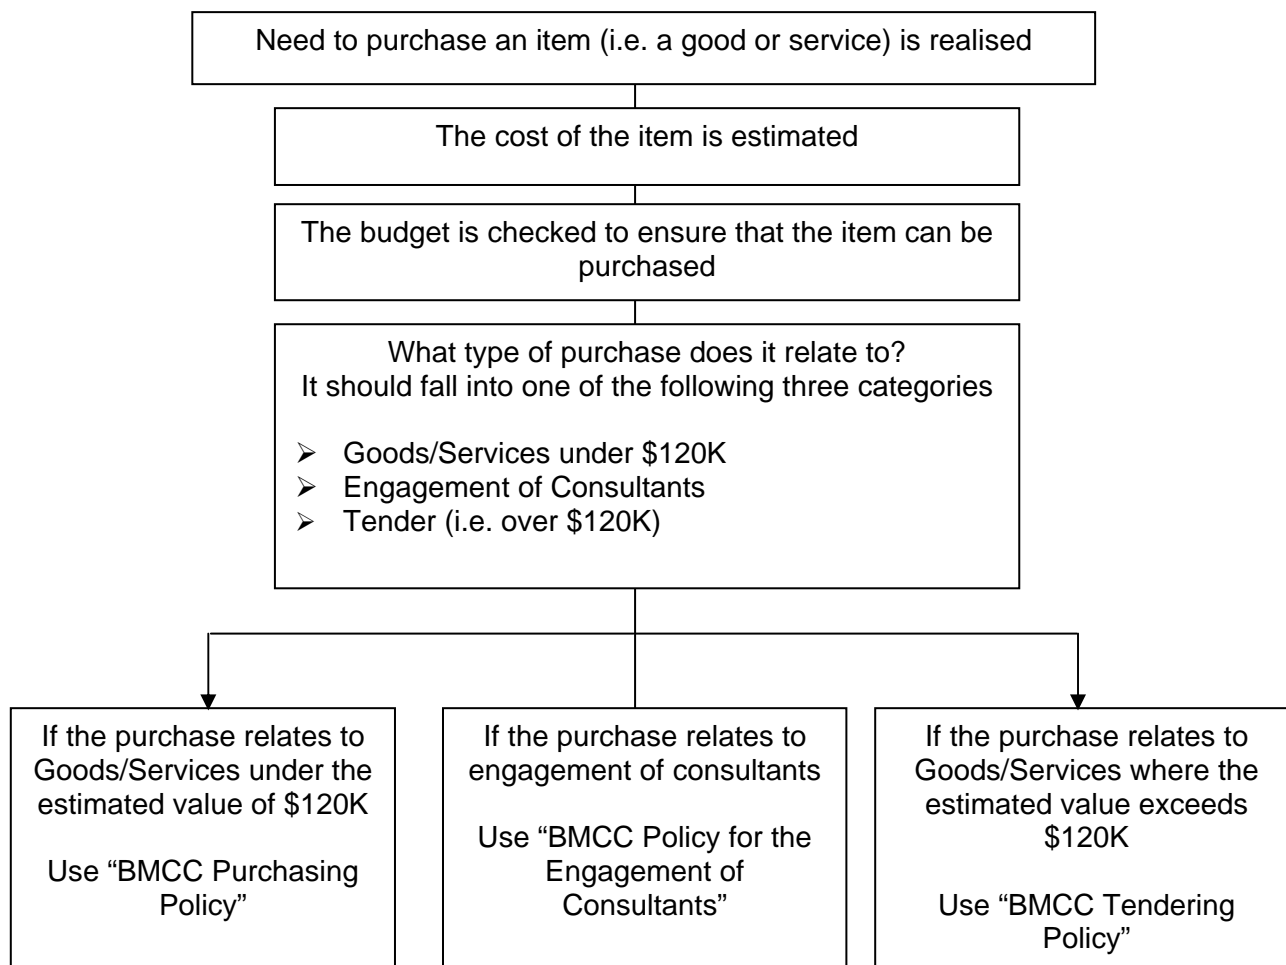 Need to purchase an item (i.e. a good or service) is realised
The cost of the item is estimated
The budget is checked to ensure that the item can be
purchased
What type of purchase does it relate to?
It should fall into one of the following three categories
➢ Goods/Services under $120K
➢ Engagement of Consultants
➢ Tender (i.e. over $120K)
If the purchase relates to
Goods/Services under the
estimated value of $120K
Use “BMCC Purchasing
Policy”
If the purchase relates to
engagement of consultants
Use “BMCC Policy for the
Engagement of
Consultants”
If the purchase relates to
Goods/Services where the
estimated value exceeds
$120K
Use “BMCC Tendering
Policy”